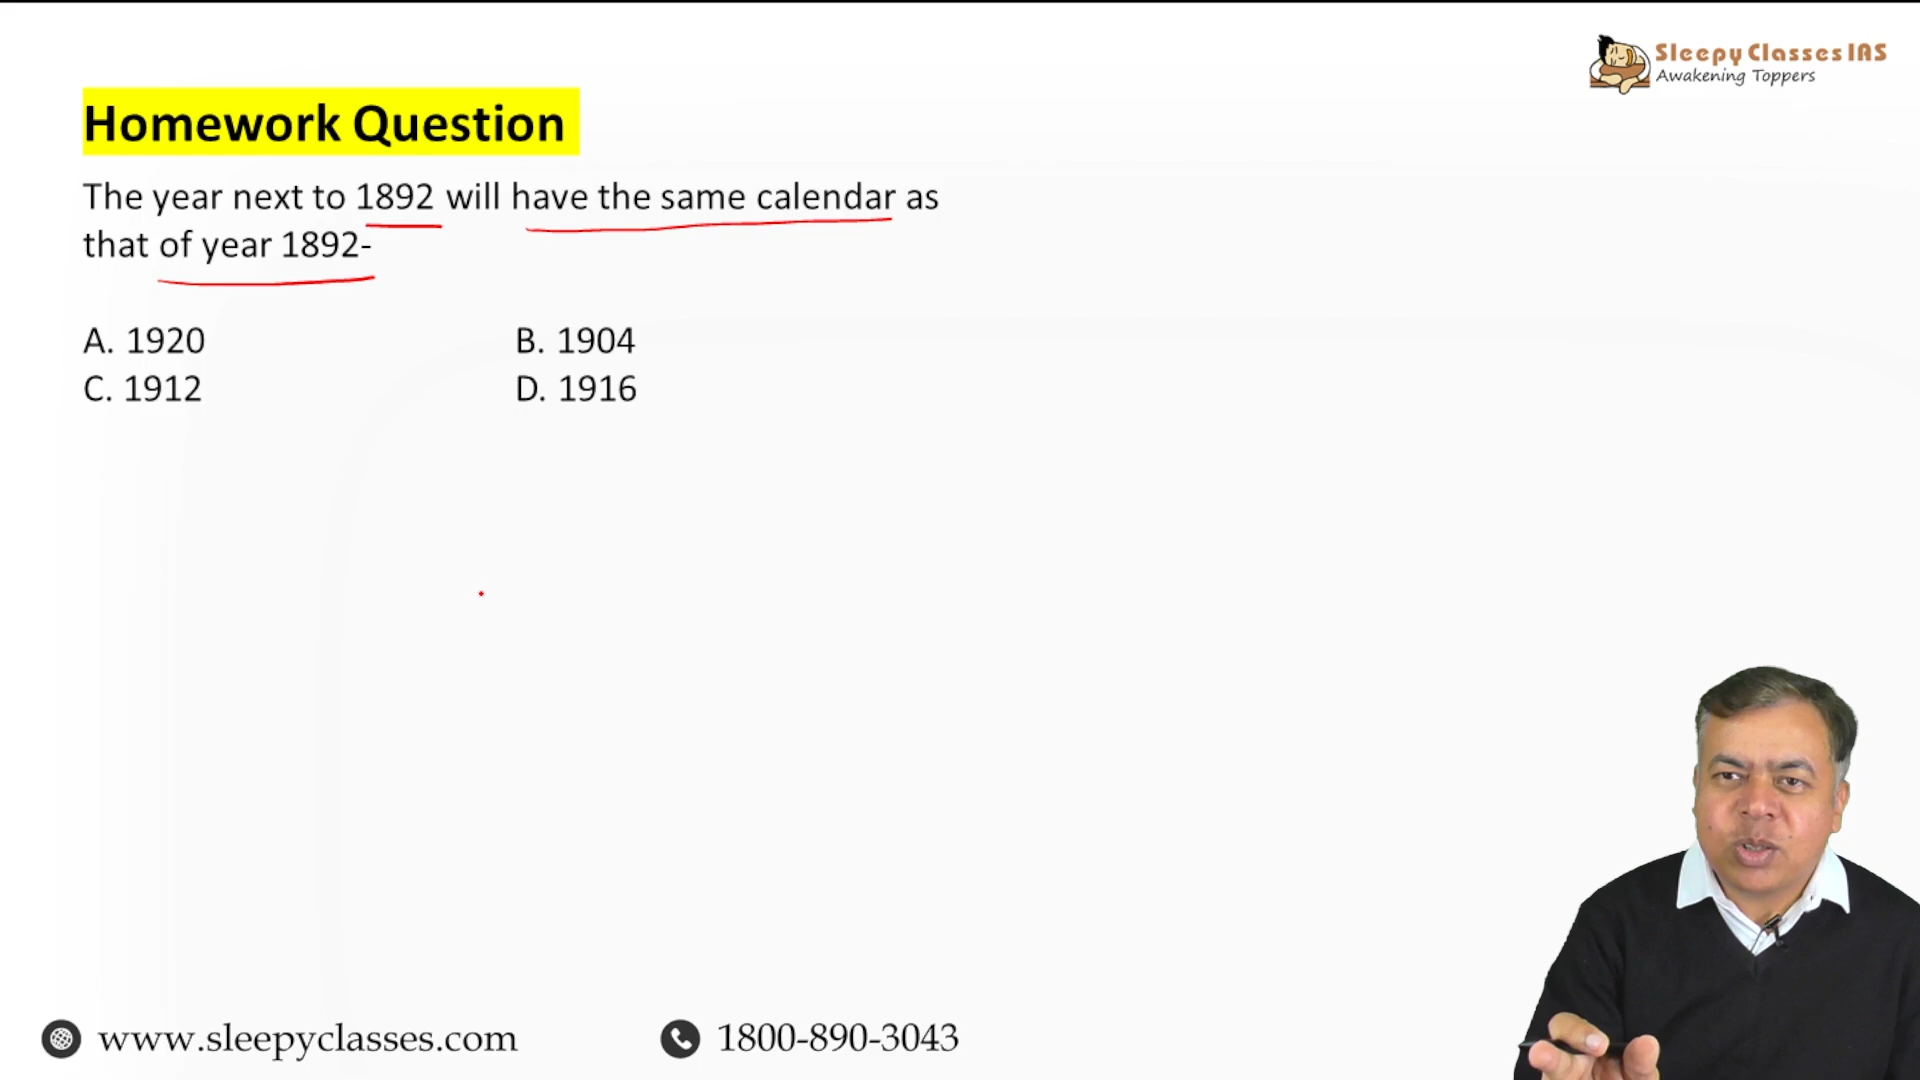 Sleepy Classes IAS
Awakening Toppers
Homework Question
The year next to 1892 will have the same calendar as
that of year 1892-
A. 1920
B. 1904
C. 1912
D. 1916
www.sleepyclasses.com
1800-890-3043